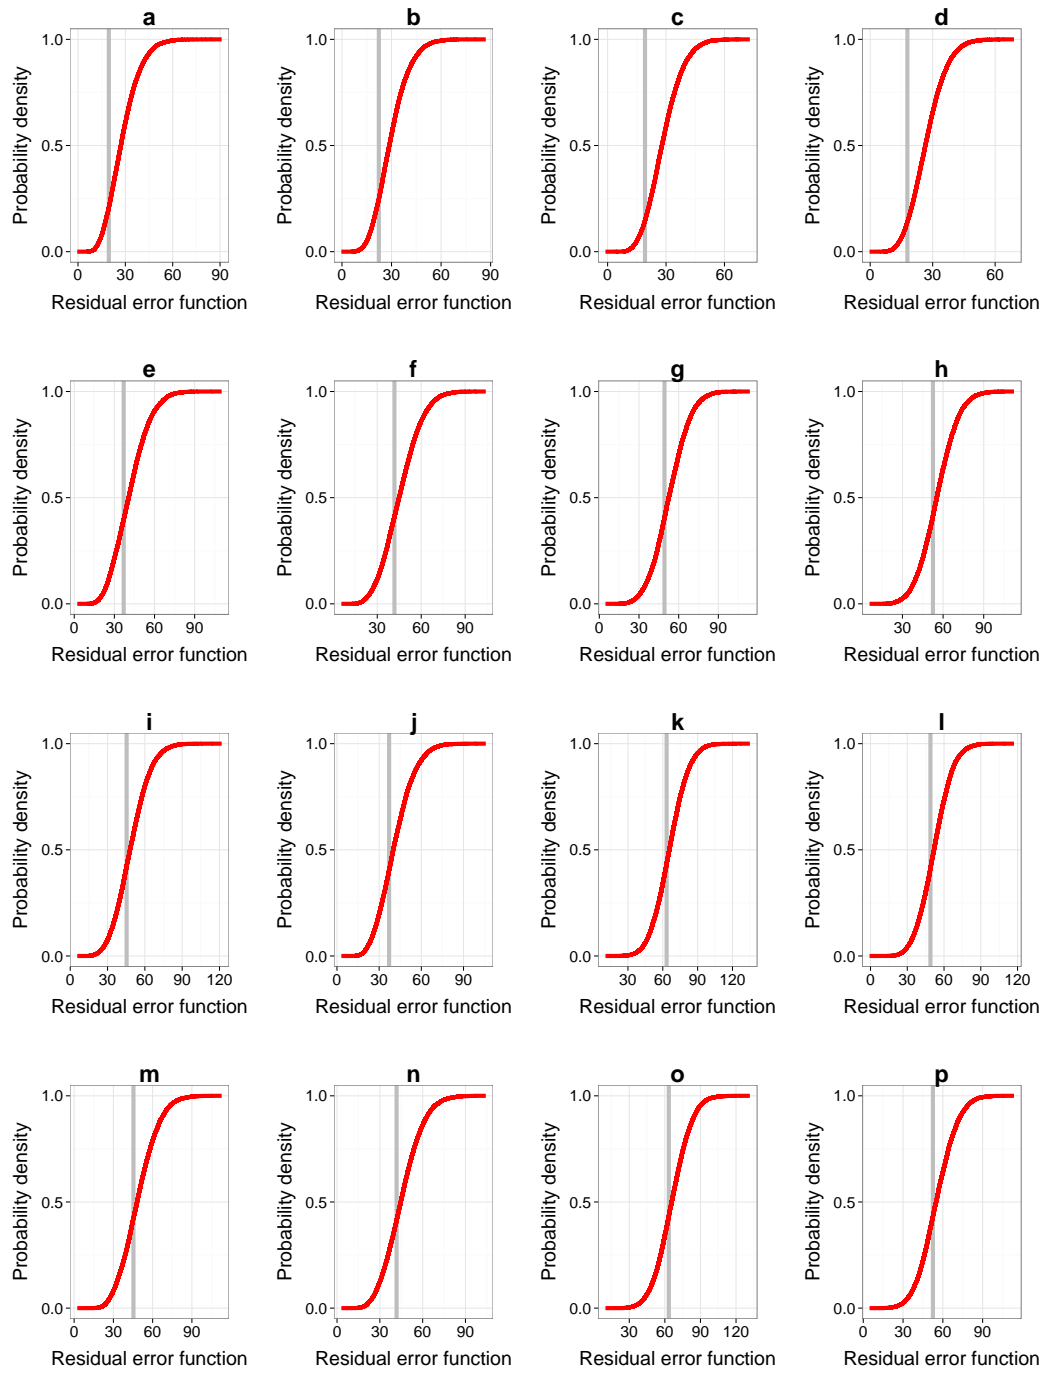 a b c d
1.0 1.0 1.0 1.0
Probability density Probability density Probability density Probability density
0.5 0.5 0.5 0.5
0.0 0.0 0.0 0.0
0 30 60 90 0 30 60 90 0 30 60 0 30 60
Residual error function Residual error function Residual error function Residual error function
e f g h
1.0 1.0 1.0 1.0
Probability density Probability density Probability density Probability density
0.5 0.5 0.5 0.5
0.0 0.0 0.0 0.0
0 30 60 90 30 60 90 0 30 60 90 30 60 90
Residual error function Residual error function Residual error function Residual error function
i j k l
1.0 1.0 1.0 1.0
Probability density Probability density Probability density Probability density
0.5 0.5 0.5 0.5
0.0 0.0 0.0 0.0
0 30 60 90 120 0 30 60 90 30 60 90 120 0 30 60 90 120
Residual error function Residual error function Residual error function Residual error function
m n o p
1.0 1.0 1.0 1.0
Probability density Probability density Probability density Probability density
0.5 0.5 0.5 0.5
0.0 0.0 0.0 0.0
0 30 60 90 0 30 60 90 30 60 90 120 0 30 60 90
Residual error function Residual error function Residual error function Residual error function